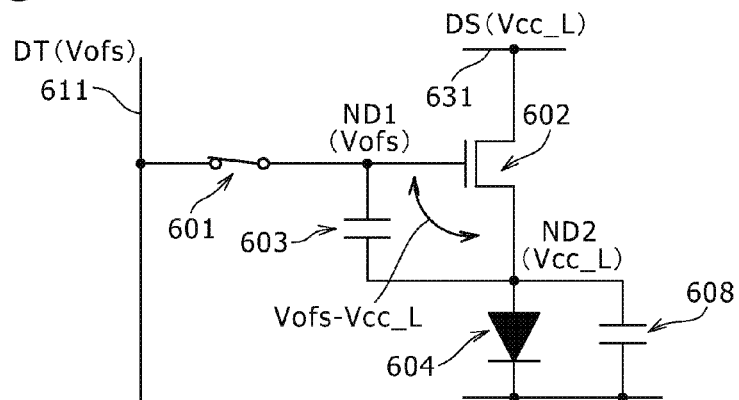 DS(Vcc_L)
DT(Vofs)
611
631
ND1
(Vofs)
602
601
603
ND2
(Vcc_L)
Vofs-Vcc_L
608
604